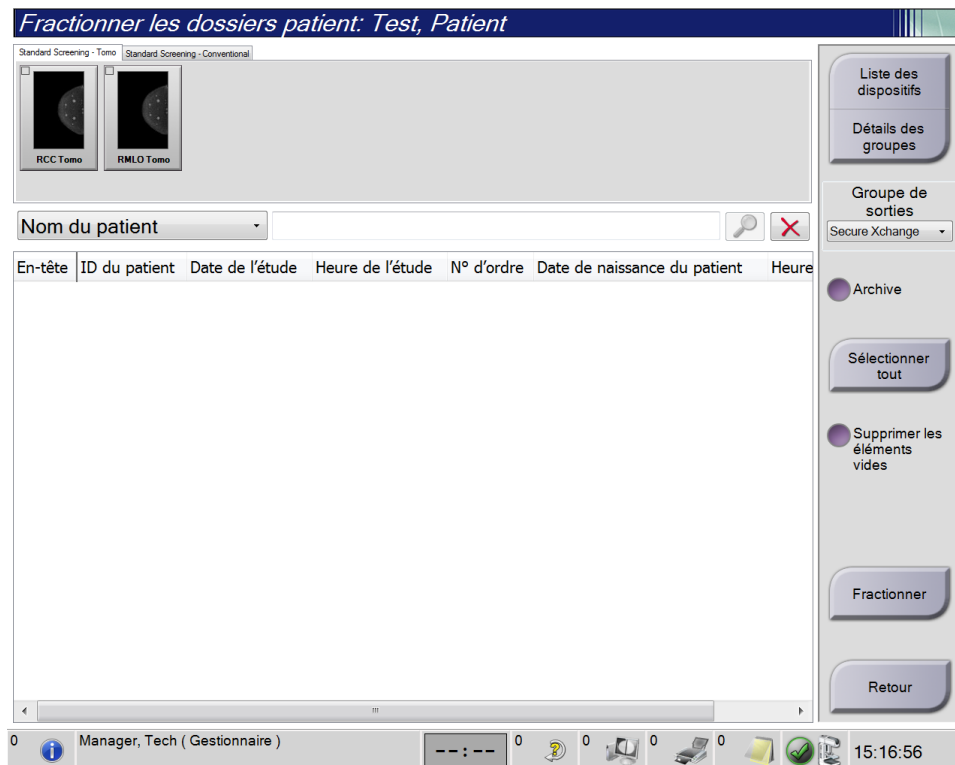 Fractionner les dossiers patient: Test, Patient
Standard Screening - Tomo
Standard Screening - Conventional
RCC Tomo
RMLO Tomo
Nom du patient
En-tête ID du patient Date de l'étude Heure de l'étude N° d'ordre Date de naissance du patient Heure
Liste des
dispositifs
Détails des
groupes
Groupe de
sorties
Secure Xchange
Archive
Sélectionner
tout
Supprimer les
éléments
vides
Fractionner
Retour
0 Manager, Tech ( Gestionnaire ) --:-- 0 0 0 0 15:16:56